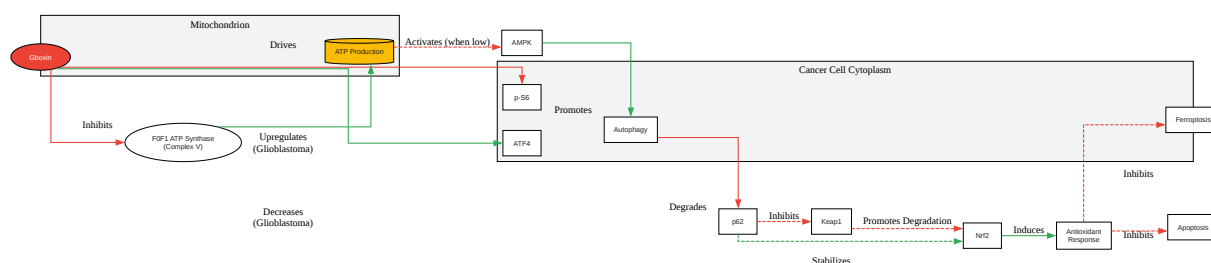 Mitochondrion
Drives
ATP Production
Activates (when low)
AMPK
Gboxin
Cancer Cell Cytoplasm
p-S6
Promotes
Ferroptosis
Inhibits
F0F1 ATP Synthase
(Complex V)
Upregulates
(Glioblastoma)
ATF4
Autophagy
Inhibits
Decreases
(Glioblastoma)
Degrades
p62
Inhibits
Keap1
Promotes Degradation
Nrf2
Induces
Antioxidant
Response
Inhibits
Apoptosis
Stabilizes